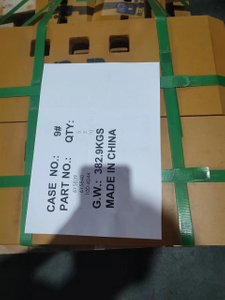 CASE NO.: 9#
PART NO.: QTY:
G.W.: 382.9KGS
MADE IN CHINA